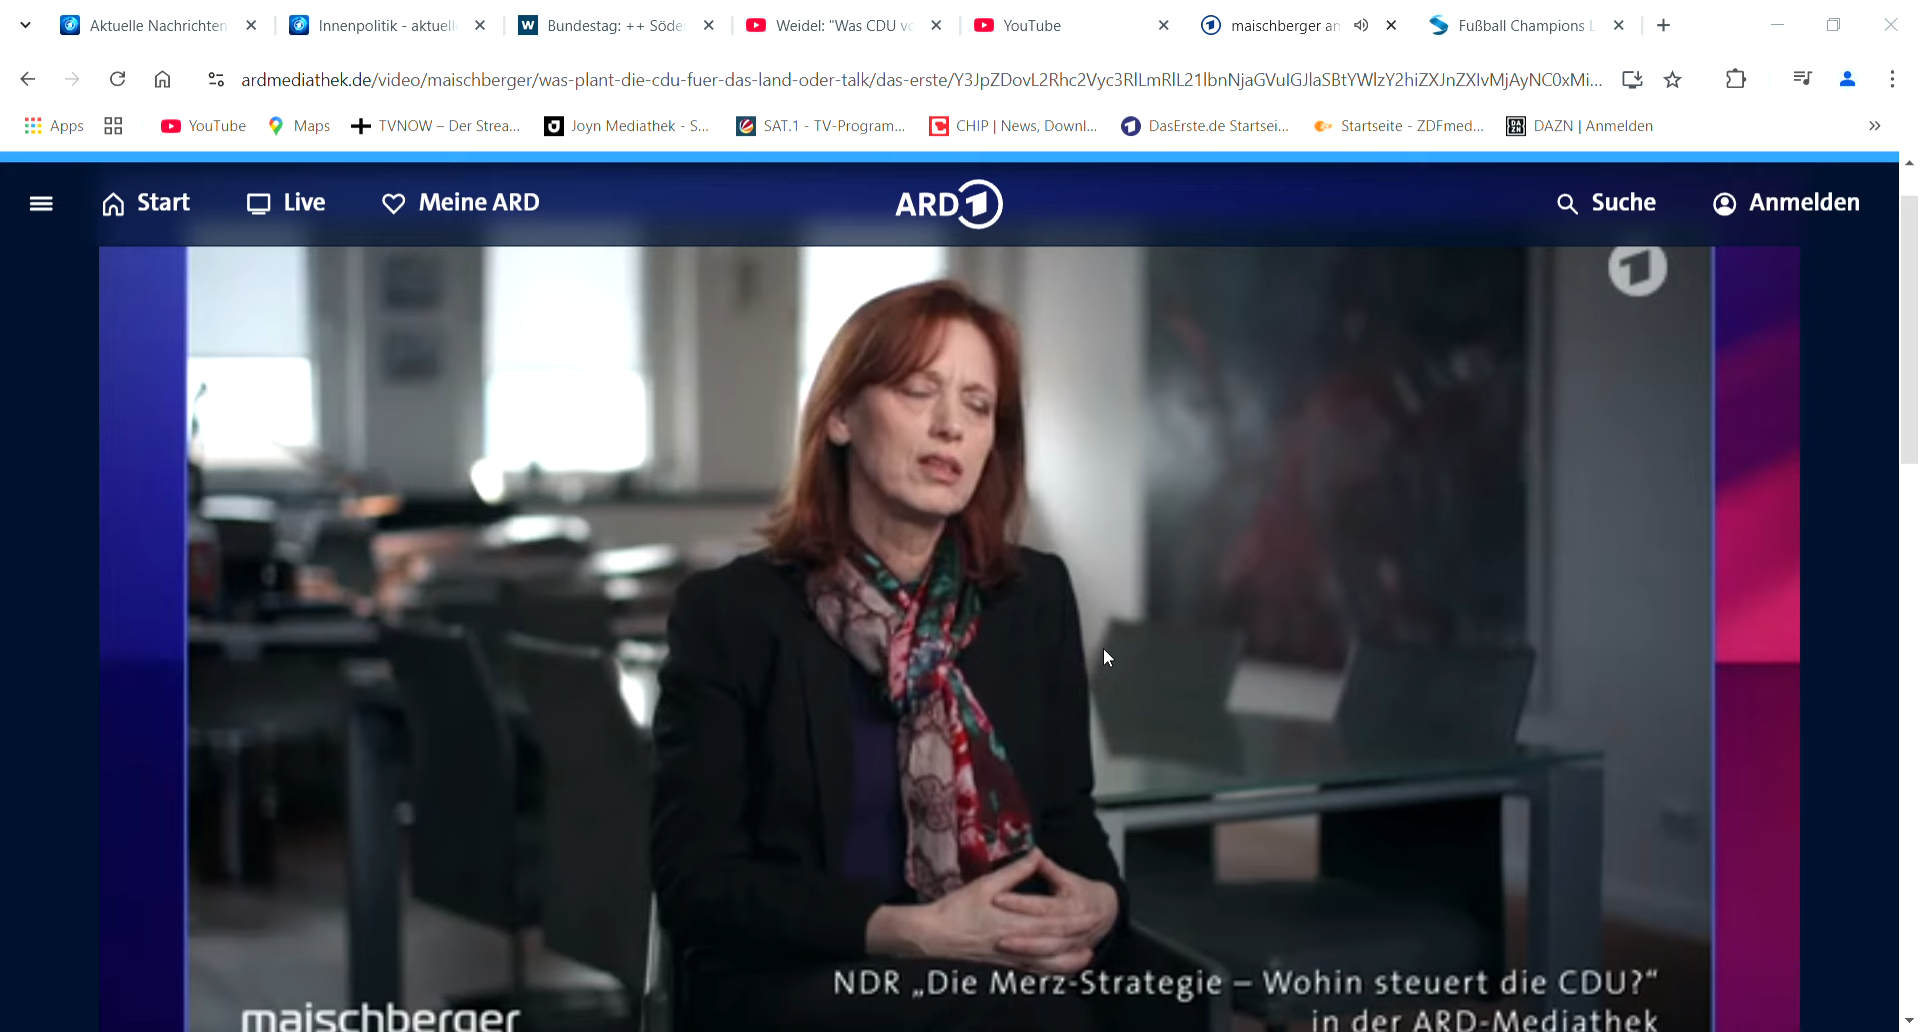 Aktuelle Nachrichten
Innenpolitik - aktuelle
Bundestag: ++ Söde
Weidel: "Was CDU vo
YouTube
maischberger an
Fußball Champions L
ardmediathek.de/video/maischberger/was-plant-die-cdu-fuer-das-land-oder-talk/das-erste/Y3JpZDovL2Rhc2Vyc3RlLmRlL21lbnNjaGVuIGJlaSBtYWlzY2hiZXJnZXIvMjAyNC0xMi...
Apps
YouTube
Maps
TVNOW – Der Strea...
Joyn Mediathek - S...
SAT.1 - TV-Program...
CHIP | News, Downl...
DasErste.de Startsei...
Startseite - ZDFmed...
DAZN | Anmelden
Start
Live
Meine ARD
ARD 1
Suche
Anmelden
NDR „Die Merz-Strategie – Wohin steuert die CDU?“
in der ARD-Mediathek
maischberger